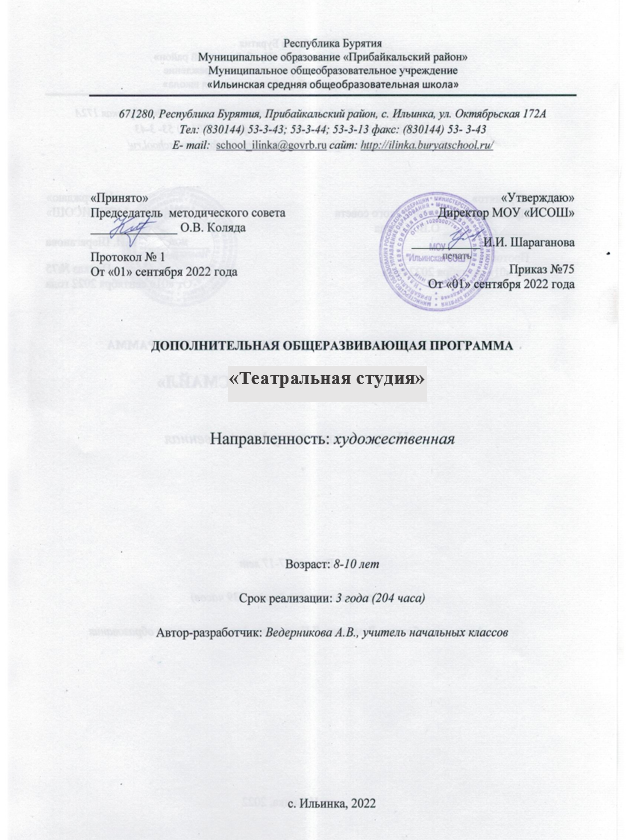 Республика Бурятия
Муниципальное образование «Прибайкальский район»
Муниципальное общеобразовательное учреждение
«Ильинская средняя общеобразовательная школа»
671280, Республика Бурятия, Прибайкальский район, с. Ильинка, ул. Октябрьская 172А
Тел: (830144) 53-3-43; 53-3-44; 53-3-13 факс: (830144) 53- 3-43
E- mail: school_ilinka@govrb.ru сайт: http://ilinka.buryatschool.ru/
«Принято»
Председатель методического совета
______________ О.В. Коляда
Протокол № 1
От «01» сентября 2022 года
«Утверждаю»
Директор МОУ «ИСОШ»
____________ И.И. Шараганова
печать
Приказ №75
От «01» сентября 2022 года
МОУ
"Ильинская СОШ"
ДОПОЛНИТЕЛЬНАЯ ОБЩЕРАЗВИВАЮЩАЯ ПРОГРАММА
«Театральная студия»
Направленность: художественная
Возраст: 8-10 лет
Срок реализации: 3 года (204 часа)
Автор-разработчик: Ведерникова А.В., учитель начальных классов
с. Ильинка, 2022